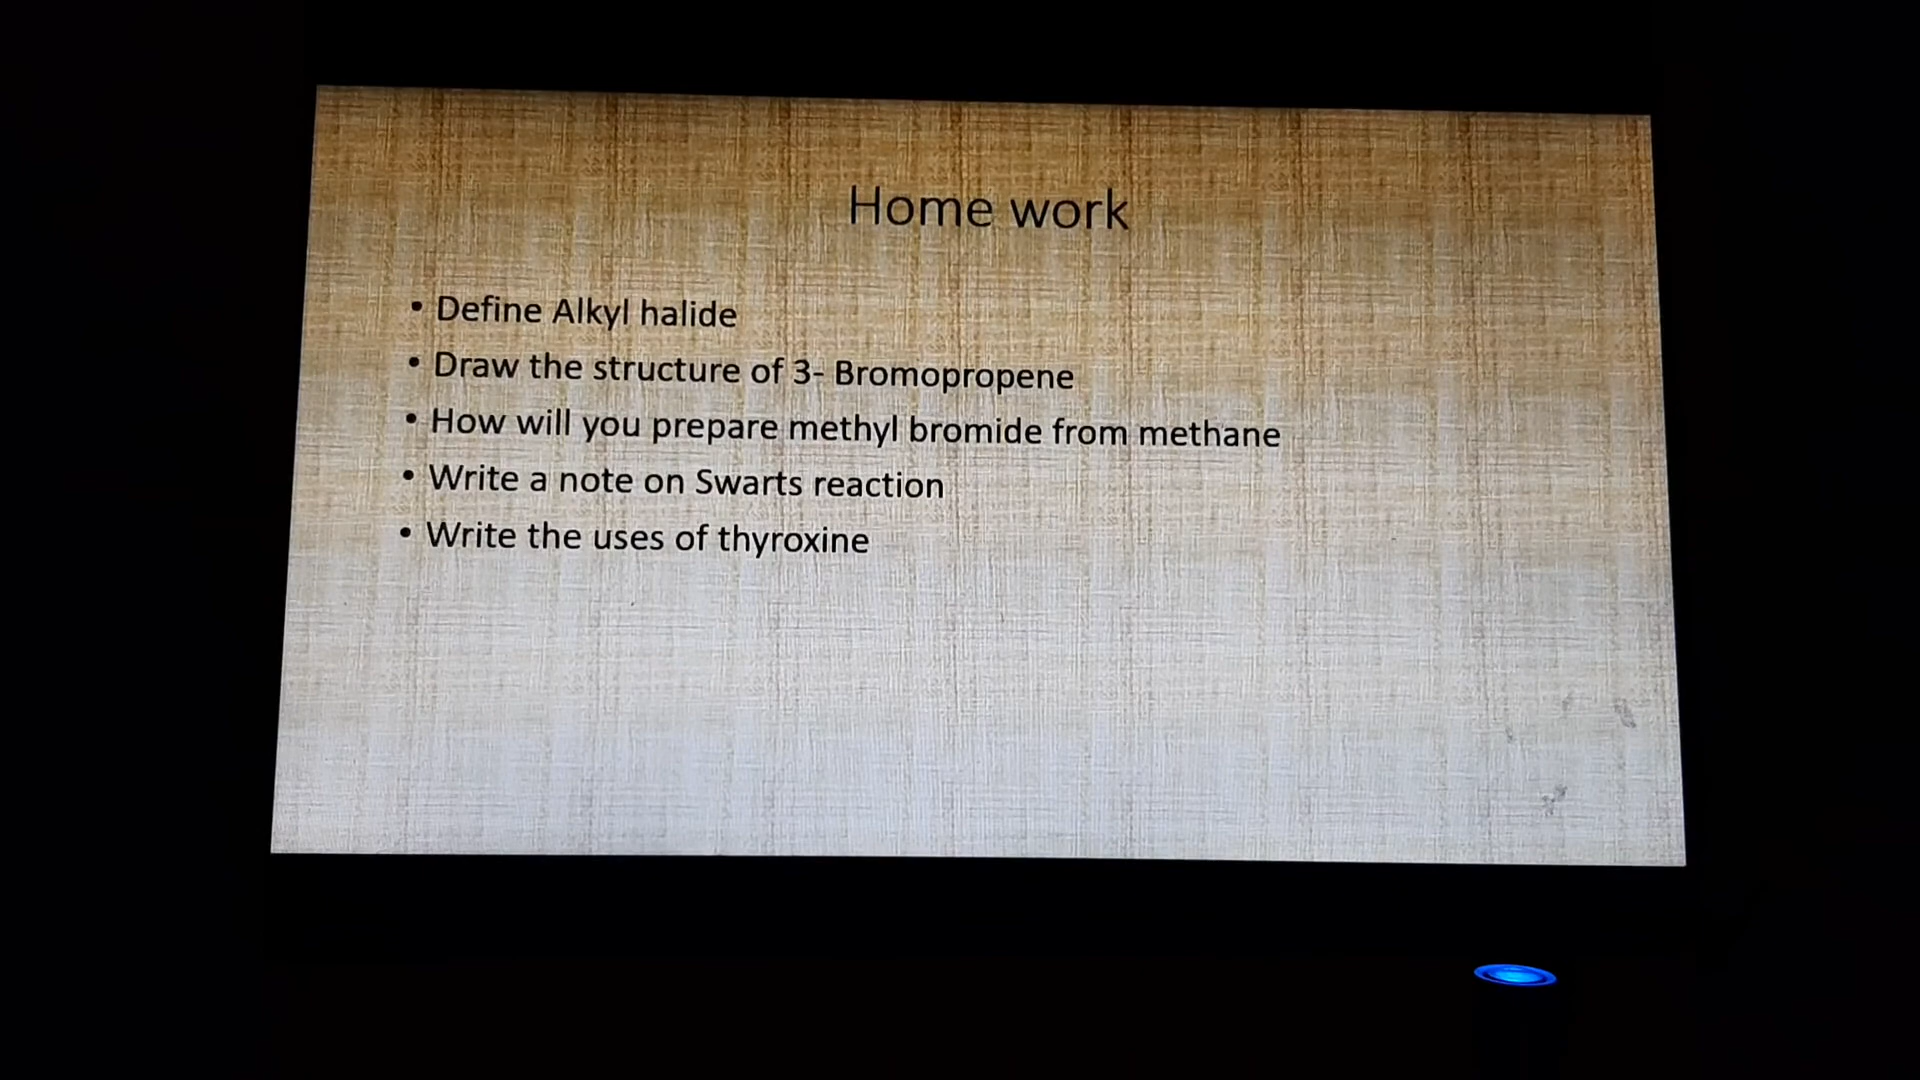 Home work
• Define Alkyl halide
• Draw the structure of 3- Bromopropene
• How will you prepare methyl bromide from methane
• Write a note on Swarts reaction
• Write the uses of thyroxine